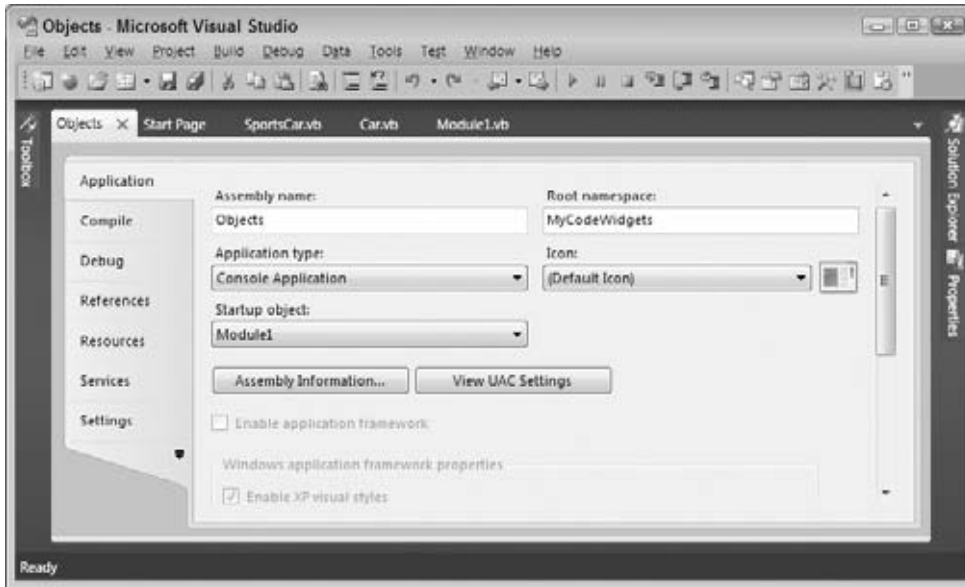 Objects - Microsoft Visual Studio
File Edit View Project Build Debug Data Tools Test Window Help
Toolbox
Objects Start Page SportsCar.vb Car.vb Module1.vb
Solution Explorer Properties
Application
Compile
Debug
References
Resources
Services
Settings
Assembly name: Root namespace:
Objects MyCodeWidgets
Application type: Icon:
Console Application (Default Icon)
Startup object:
Module1
Assembly Information... View UAC Settings
Enable application framework
Windows application framework properties
Enable XP visual styles
Ready